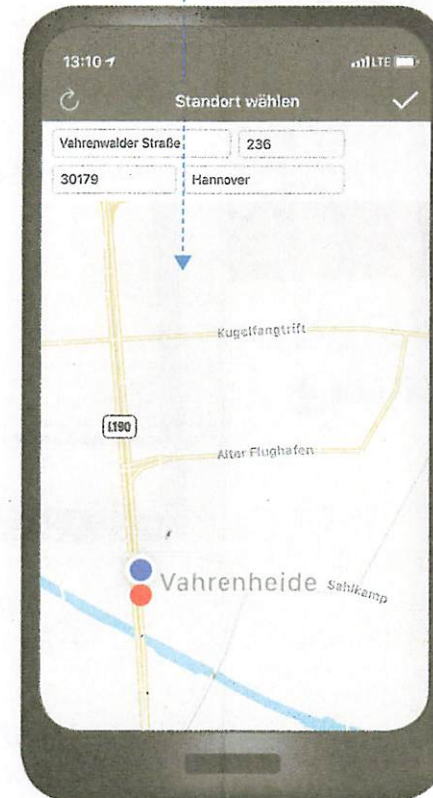 13:10
LTE
Standort wählen
Vahrenwalder Straße 236
30179 Hannover
Kugelfangtrift
L190
Alter Flughafen
Vahrenheide
Sahlkamp